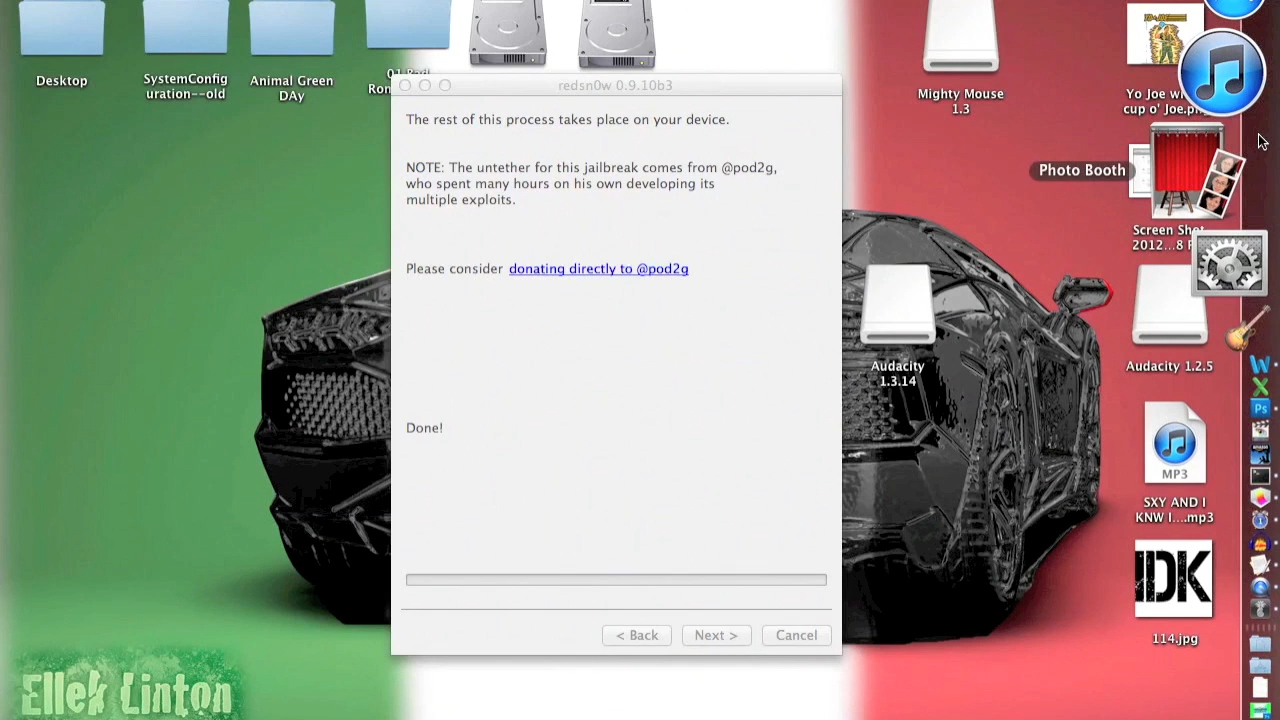 Desktop
SystemConfig
uration--old
Animal Green
DAy
redsn0w 0.9.10b3
The rest of this process takes place on your device.
NOTE: The untether for this jailbreak comes from @pod2g,
who spent many hours on his own developing its
multiple exploits.
Please consider donating directly to @pod2g
Done!
< Back
Next >
Cancel
Mighty Mouse
1.3
Yo Joe
cup o' Joe.
Photo Booth
Screen Shot
2012...8
Audacity
1.3.14
Audacity 1.2.5
MP3
SXY AND I
KNW I....mp3
IDK
114.jpg
Ps
Ellek Linton